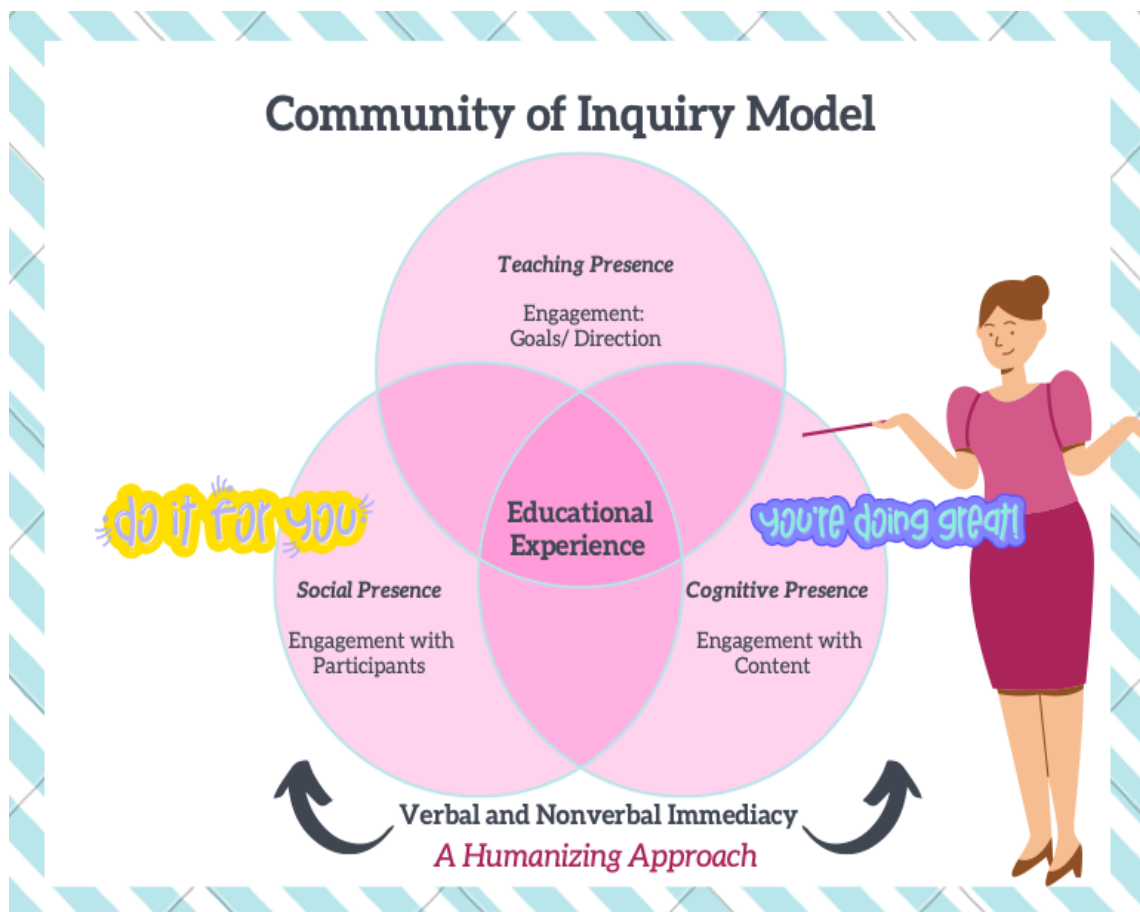 Community of Inquiry Model
Teaching Presence
Engagement:
Goals/ Direction
do it for you
you're doing great!
Educational
Experience
Social Presence
Engagement with
Participants
Cognitive Presence
Engagement with
Content
Verbal and Nonverbal Immediacy
A Humanizing Approach